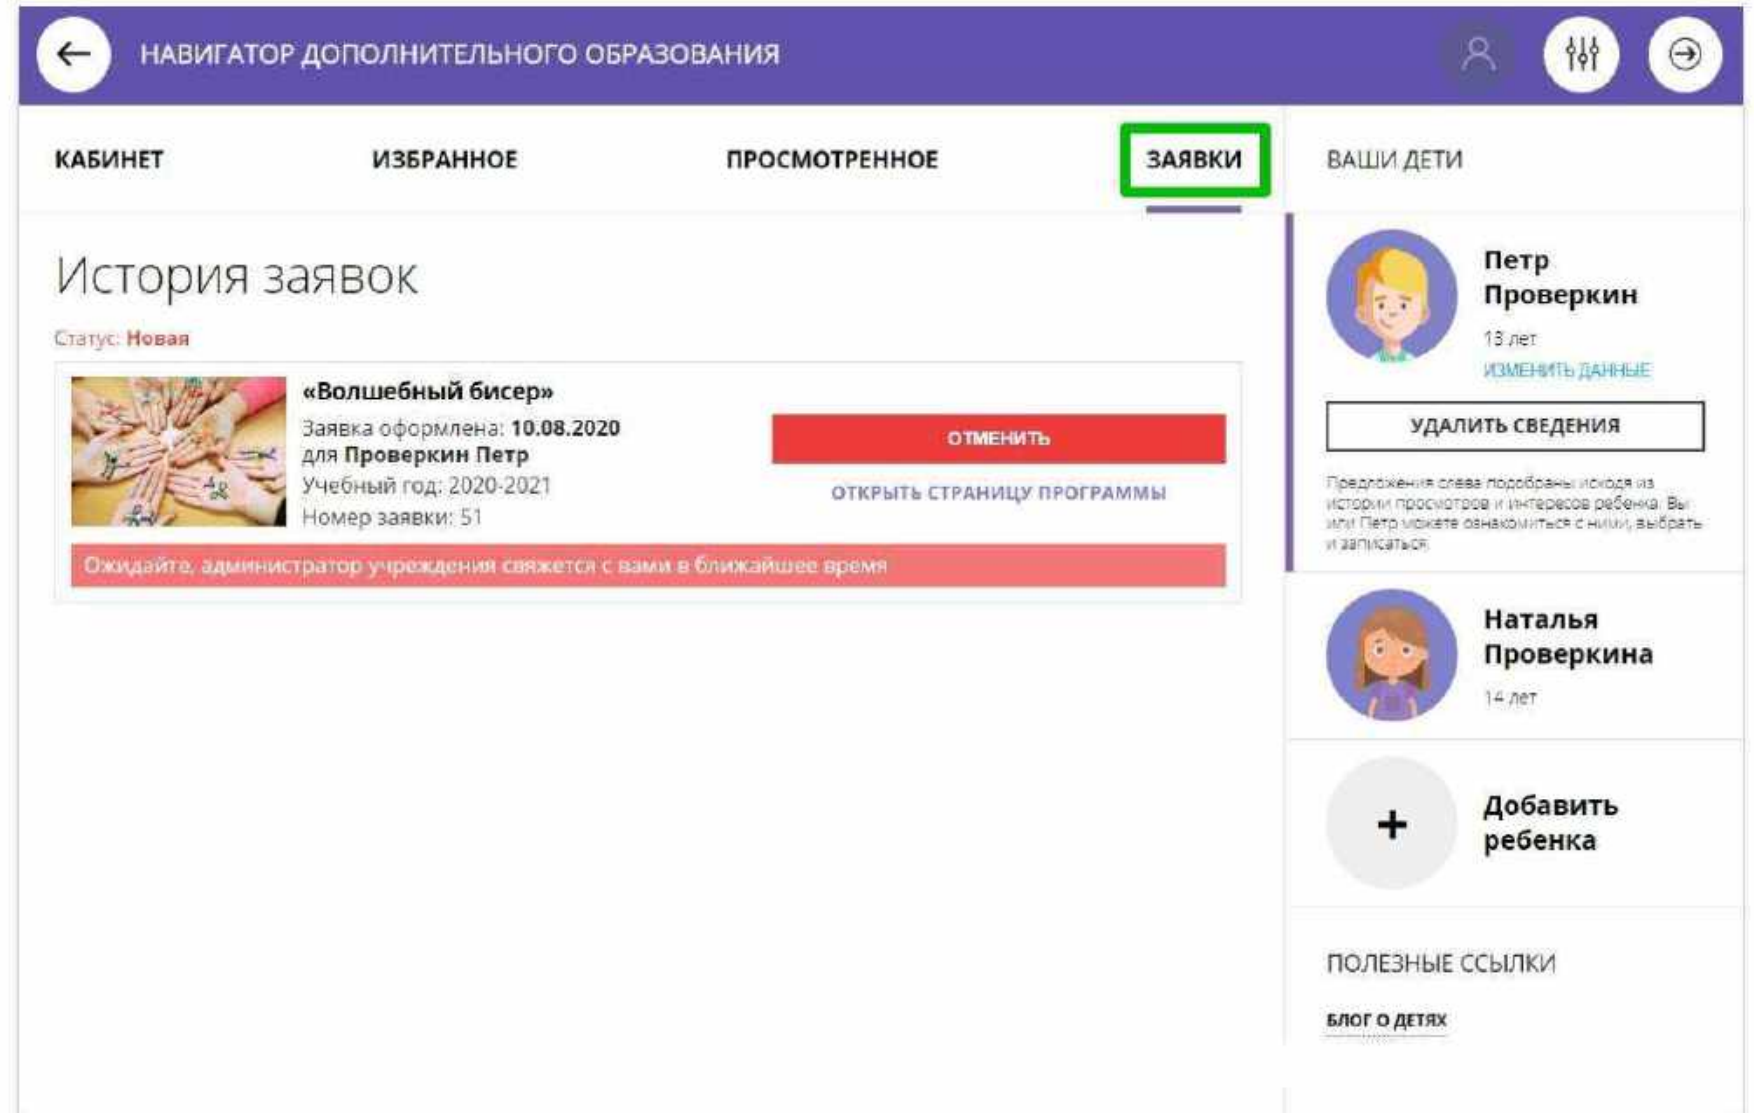 НАВИГАТОР ДОПОЛНИТЕЛЬНОГО ОБРАЗОВАНИЯ
КАБИНЕТ
ИЗБРАННОЕ
ПРОСМОТРЕННОЕ
ЗАЯВКИ
История заявок
Статус: Новая
«Волшебный бисер»
Заявка оформлена: 10.08.2020
для Проверкин Петр
Учебный год: 2020-2021
Номер заявки: 51
ОТМЕНИТЬ
ОТКРЫТЬ СТРАНИЦУ ПРОГРАММЫ
Ожидайте, администратор учреждения свяжется с вами в ближайшее время
ВАШИ ДЕТИ
Петр
Проверкин
13 лет
ИЗМЕНИТЬ ДАННЫЕ
УДАЛИТЬ СВЕДЕНИЯ
Предложения слева подобраны исходя из
истории просмотров и интересов ребенка. Вы
или Петр можете ознакомиться с ними, выбрать
и записаться.
Наталья
Проверкина
14 лет
Добавить
ребенка
ПОЛЕЗНЫЕ ССЫЛКИ
БЛОГ О ДЕТЯХ